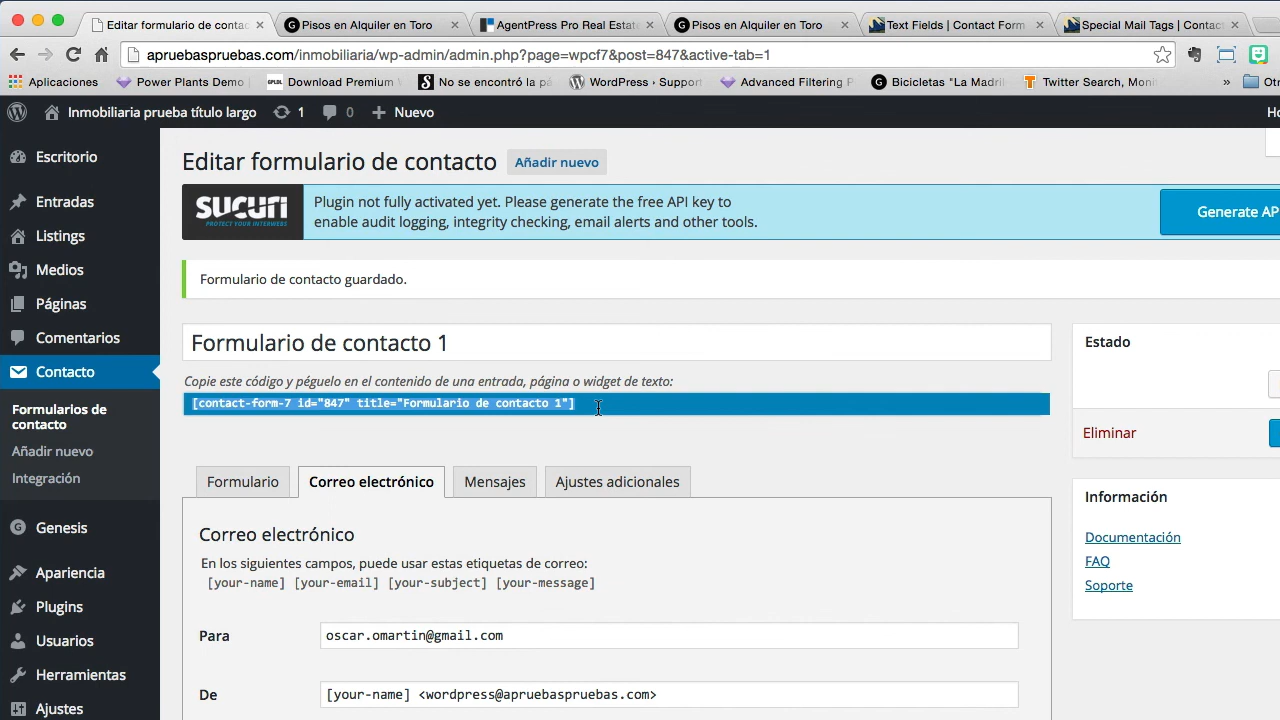 Editar formulario de contac
Pisos en Alquiler en Toro
AgentPress Pro Real Estate
Pisos en Alquiler en Toro
Text Fields | Contact Form
Special Mail Tags | Contac
apruebaspruebas.com/inmobiliaria/wp-admin/admin.php?page=wpcf7&post=847&active-tab=1
Aplicaciones
Power Plants Demo
GPLDL
Download Premium
No se encontró la pá
WordPress › Support
Advanced Filtering P
Bicicletas "La Madril
Twitter Search, Mon
»
Otr
Inmobiliaria prueba título largo
1
0
Nuevo
Ho
Escritorio
Entradas
Listings
Medios
Páginas
Comentarios
Contacto
Formularios de
contacto
Añadir nuevo
Integración
Genesis
Apariencia
Plugins
Usuarios
Herramientas
Ajustes
Editar formulario de contacto
Añadir nuevo
SUCURI
PROTECT YOUR INTERWEBS
Plugin not fully activated yet. Please generate the free API key to
enable audit logging, integrity checking, email alerts and other tools.
Generate AP
Formulario de contacto guardado.
Formulario de contacto 1
Copie este código y péguelo en el contenido de una entrada, página o widget de texto:
[contact-form-7 id="847" title="Formulario de contacto 1"]
Formulario
Correo electrónico
Mensajes
Ajustes adicionales
Correo electrónico
En los siguientes campos, puede usar estas etiquetas de correo:
[your-name] [your-email] [your-subject] [your-message]
Para
oscar.omartin@gmail.com
De
[your-name] <wordpress@apruebaspruebas.com>
Estado
Eliminar
Información
Documentación
FAQ
Soporte